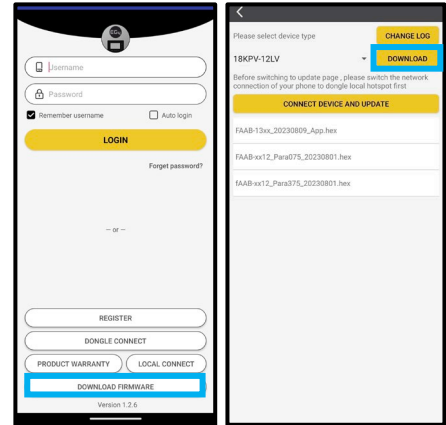 EG4
Username
Password
Remember username
Auto login
LOGIN
Forget password?
- or -
REGISTER
DONGLE CONNECT
PRODUCT WARRANTY
LOCAL CONNECT
DOWNLOAD FIRMWARE
Version 1.2.6
Please select device type
CHANGE LOG
18KPV-12LV
DOWNLOAD
Before switching to update page , please switch the network
connection of your phone to dongle local hotspot first
CONNECT DEVICE AND UPDATE
FAAB-13xx_20230809_App.hex
FAAB-xx12_Para075_20230801.hex
fAAB-xx12_Para375_20230801.hex